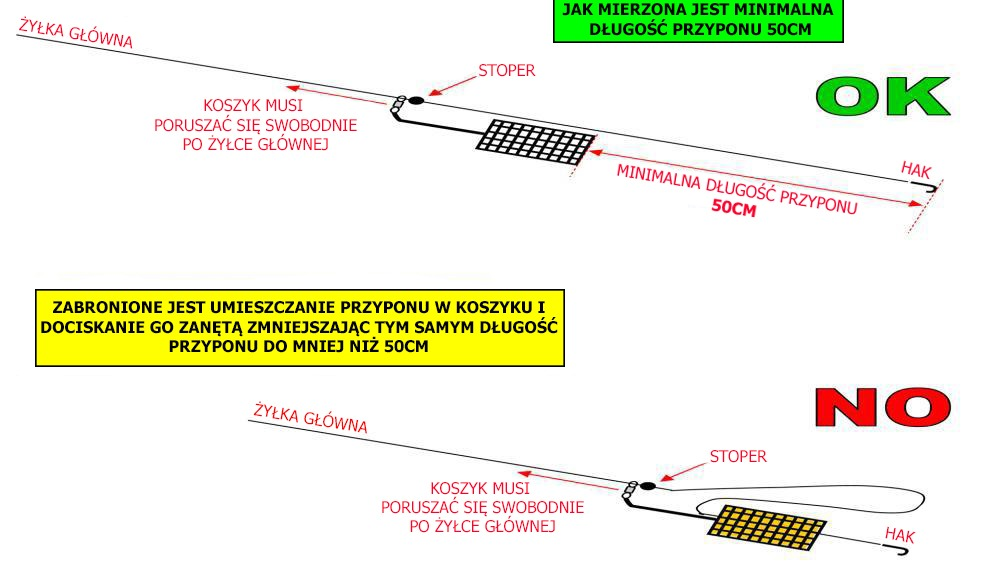 JAK MIERZONA JEST MINIMALNA
DŁUGOŚĆ PRZYPONU 50CM
ŻYŁKA GŁÓWNA
STOPER
OK
KOSZYK MUSI
PORUSZAĆ SIĘ SWOBODNIE
PO ŻYŁCE GŁÓWNEJ
HAK
MINIMALNA DŁUGOŚĆ PRZYPONU
50CM
ZABRONIONE JEST UMIESZCZANIE PRZYPONU W KOSZYKU I
DOCISKANIE GO ZANĘTĄ ZMNIEJSZAJĄC TYM SAMYM DŁUGOŚĆ
PRZYPONU DO MNIEJ NIŻ 50CM
NO
ŻYŁKA GŁÓWNA
STOPER
KOSZYK MUSI
PORUSZAĆ SIĘ SWOBODNIE
PO ŻYŁCE GŁÓWNEJ
HAK